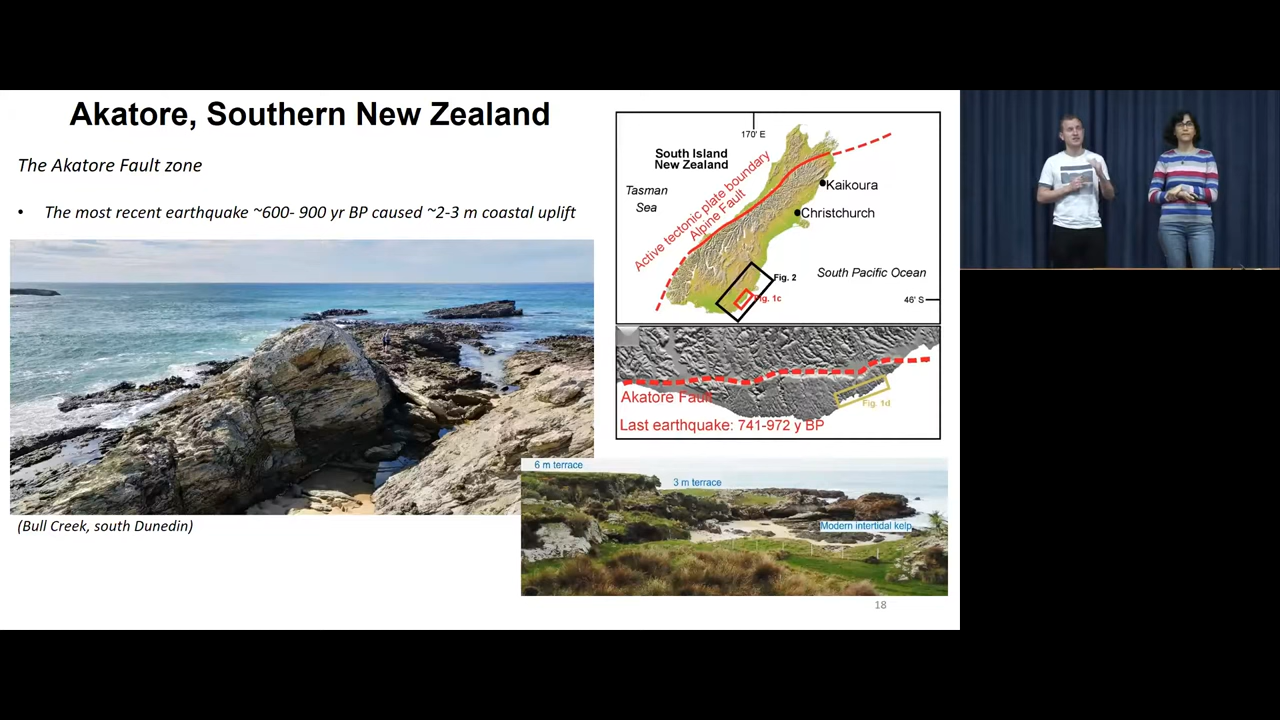 Akatore, Southern New Zealand
The Akatore Fault zone
• The most recent earthquake ~600- 900 yr BP caused ~2-3 m coastal uplift
(Bull Creek, south Dunedin)
170' E
South Island
New Zealand
Tasman
Sea
Active tectonic plate boundary
Alpine Fault
Kaikoura
Christchurch
South Pacific Ocean
Fig. 2
Fig. 1c
46' S
Akatore Fault
Fig. 1d
Last earthquake: 741-972 y BP
6 m terrace
3 m terrace
Modern intertidal kelp
18